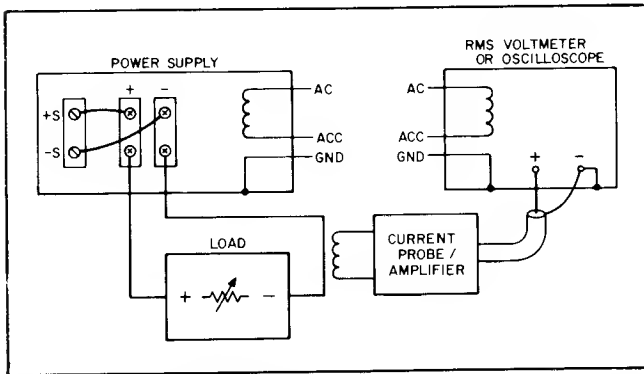 POWER SUPPLY
+ -
+S
-S
AC
ACC
GND
RMS VOLTMETER
OR OSCILLOSCOPE
AC
ACC
GND
+ -
LOAD
+ -
CURRENT
PROBE /
AMPLIFIER